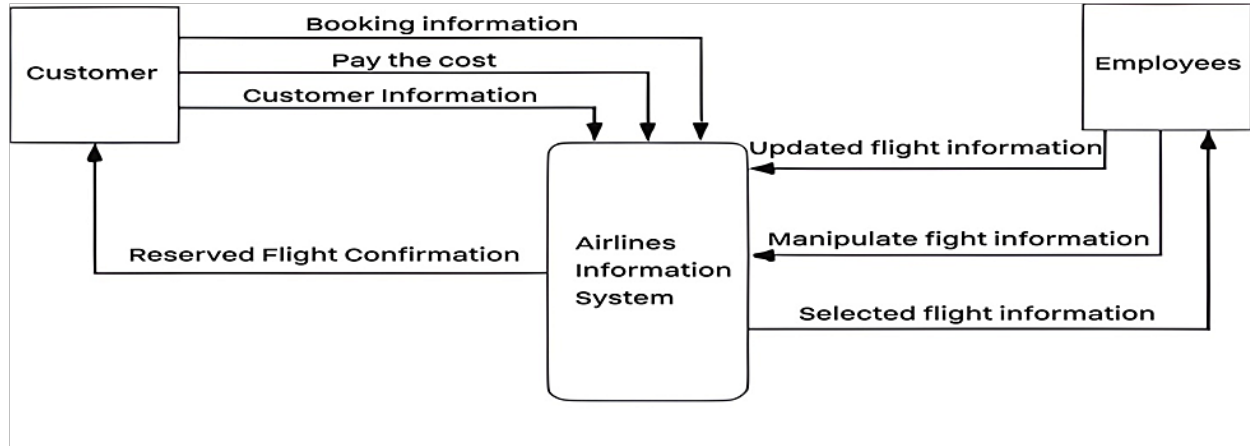 Booking information
Customer
Pay the cost
Employees
Customer Information
Updated flight information
Manipulate fight information
Reserved Flight Confirmation
Airlines
Information
System
Selected flight information